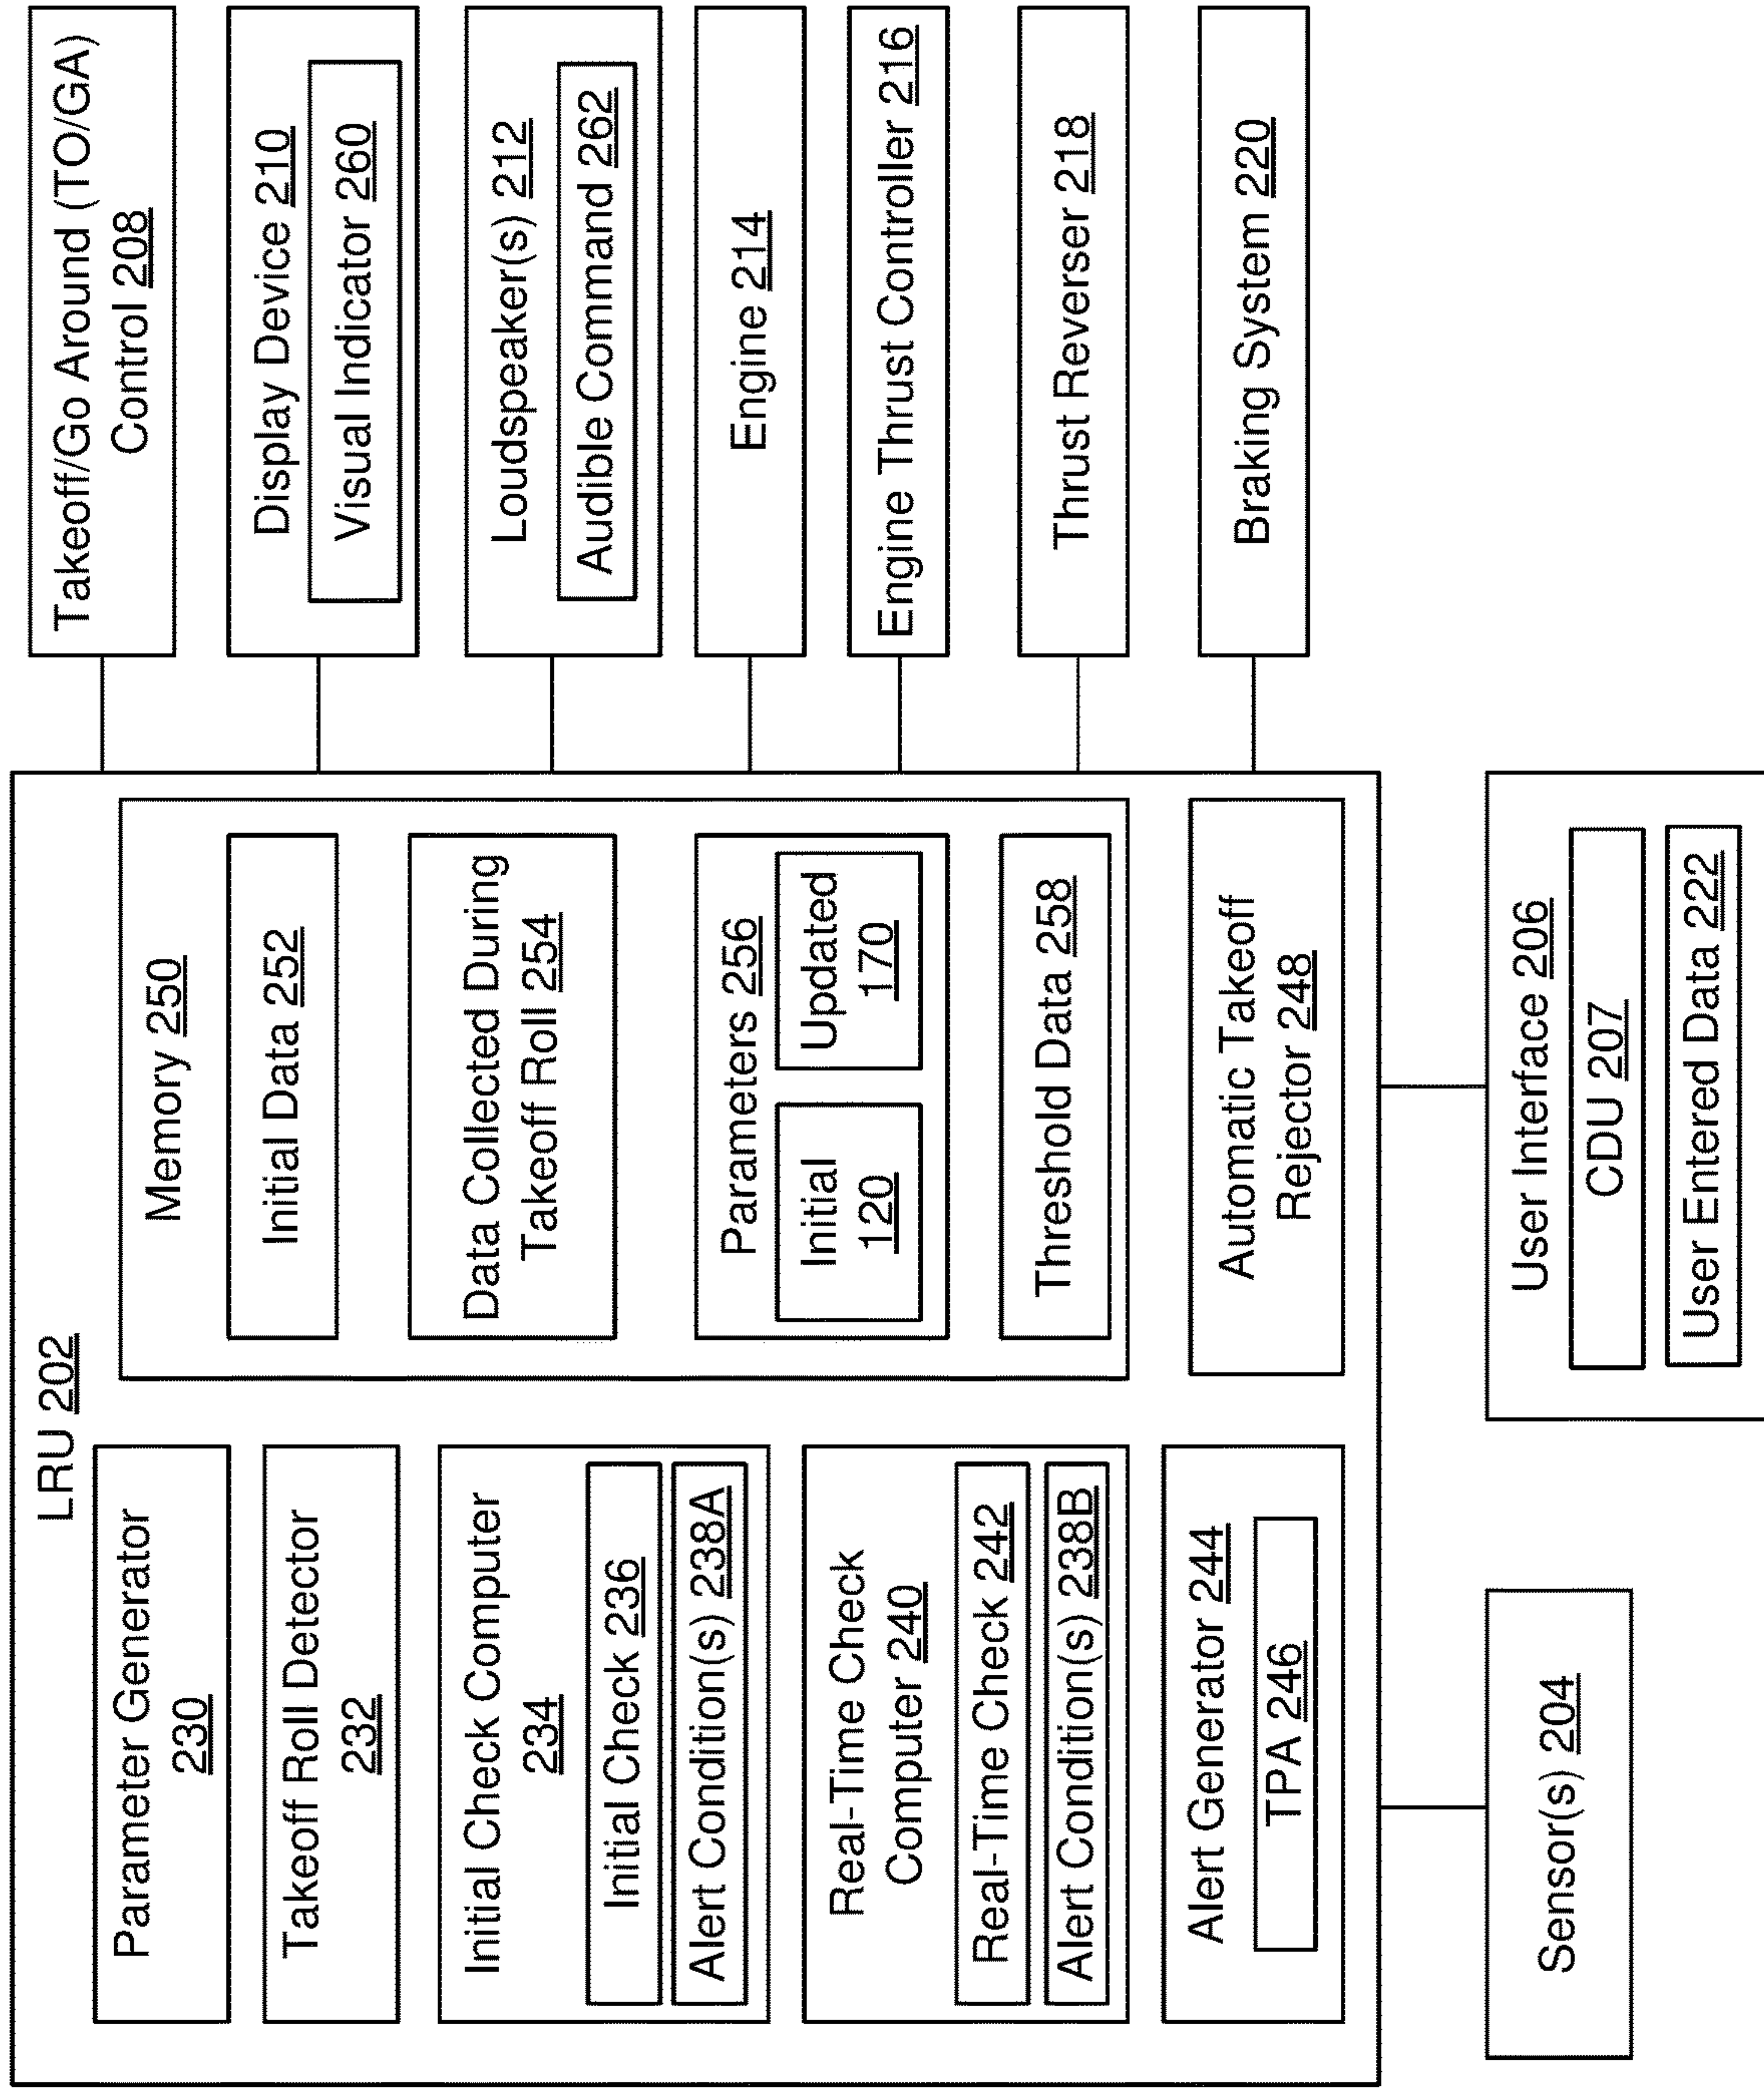 LRU 202
Parameter Generator
230
Takeoff Roll Detector
232
Initial Check Computer
234
Initial Check 236
Alert Condition(s) 238A
Real-Time Check
Computer 240
Real-Time Check 242
Alert Condition(s) 238B
Alert Generator 244
TPA 246
Memory 250
Initial Data 252
Data Collected During
Takeoff Roll 254
Parameters 256
Initial
120
Updated
170
Threshold Data 258
Automatic Takeoff
Rejector 248
Takeoff/Go Around (TO/GA)
Control 208
Display Device 210
Visual Indicator 260
Loudspeaker(s) 212
Audible Command 262
Engine 214
Engine Thrust Controller 216
Thrust Reverser 218
Braking System 220
Sensor(s) 204
User Interface 206
CDU 207
User Entered Data 222